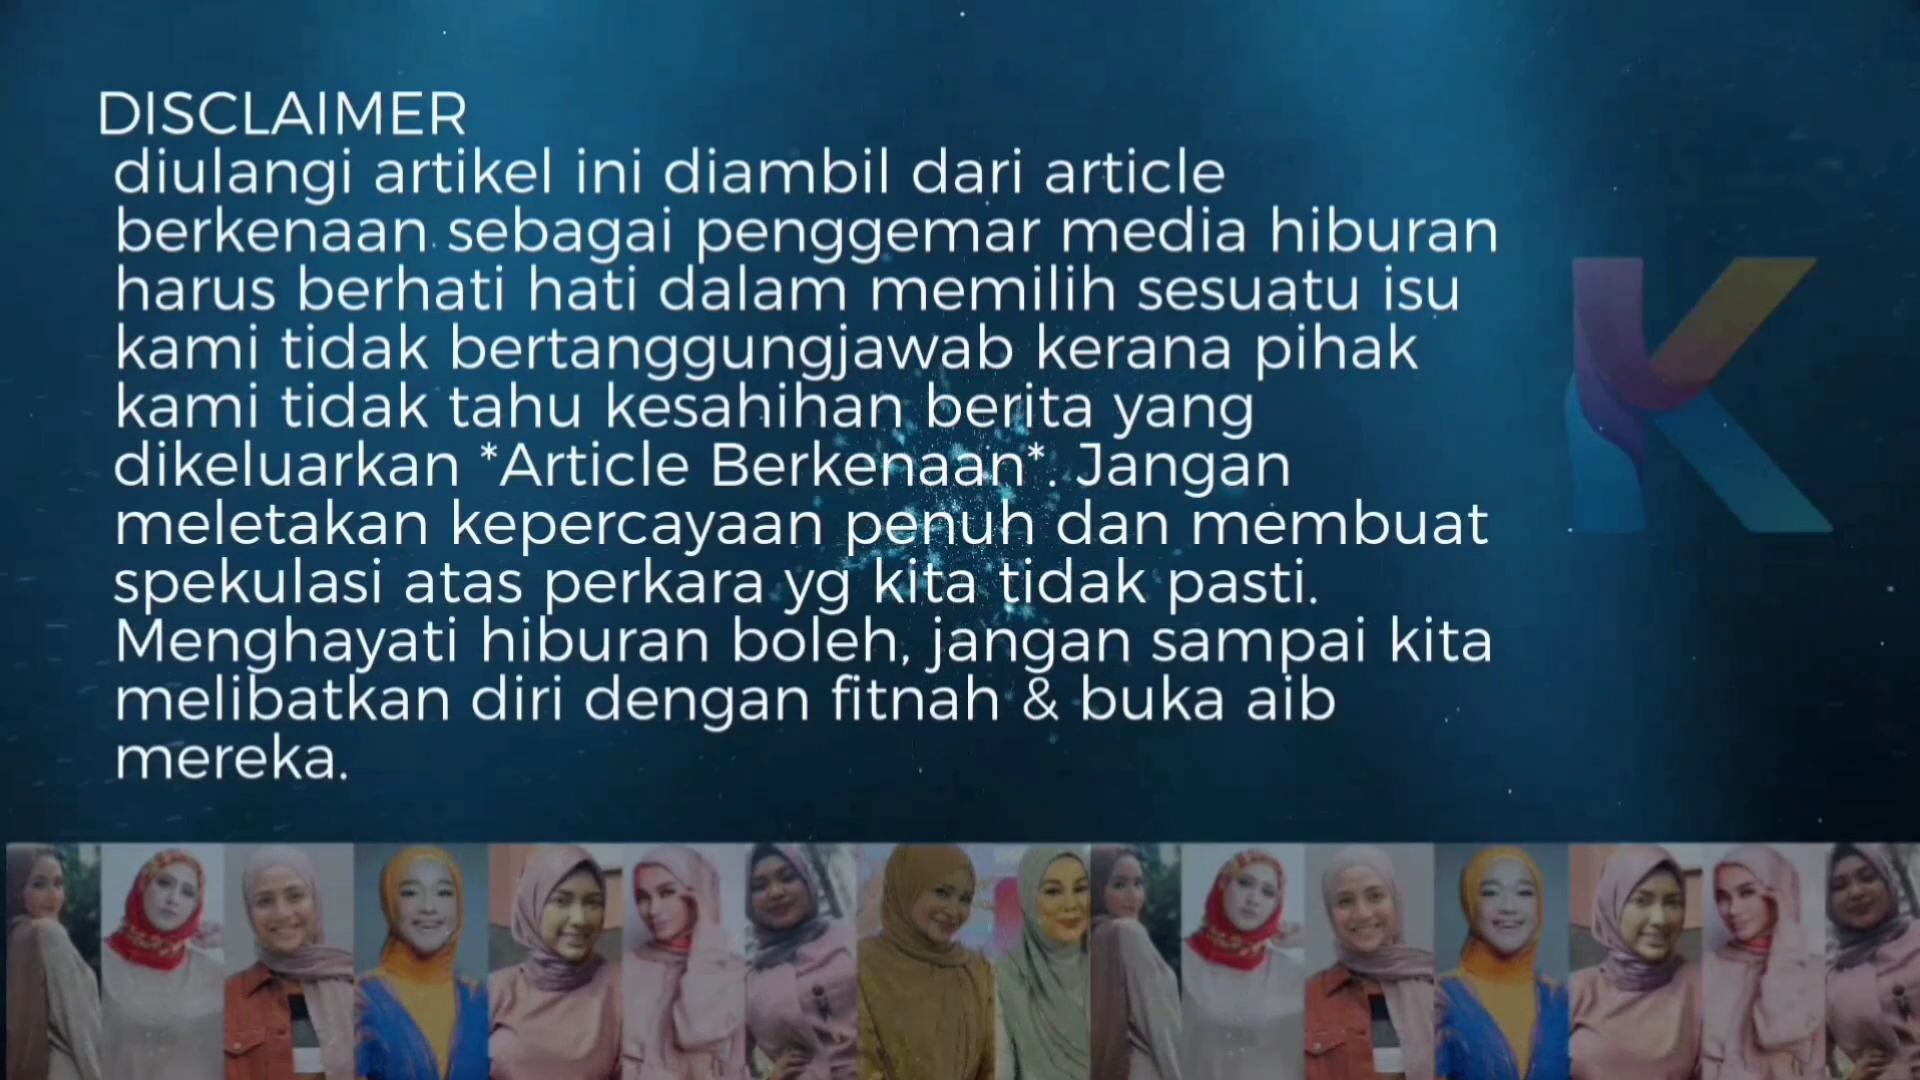 DISCLAIMER
diulangi artikel ini diambil dari article
berkenaan sebagai penggemar media hiburan
harus berhati hati dalam memilih sesuatu isu
kami tidak bertanggungjawab kerana pihak
kami tidak tahu kesahihan berita yang
dikeluarkan *Article Berkenaan*. Jangan
meletakan kepercayaan penuh dan membuat
spekulasi atas perkara yg kita tidak pasti.
Menghayati hiburan boleh, jangan sampai kita
melibatkan diri dengan fitnah & buka aib
mereka.
K